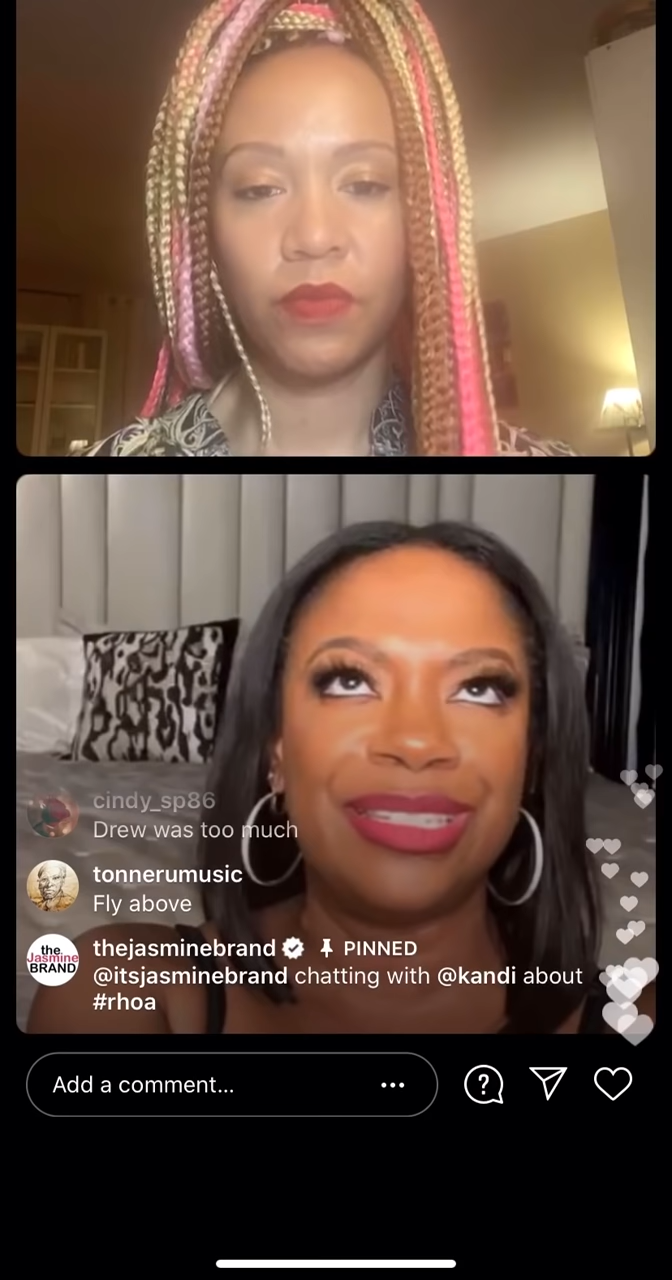 cindy_sp86
Drew was too much
tonnerumusic
Fly above
the
Jasmine
BRAND
thejasminebrand PINNED
@itsjasminebrand chatting with @kandi about
#rhoa
Add a comment...